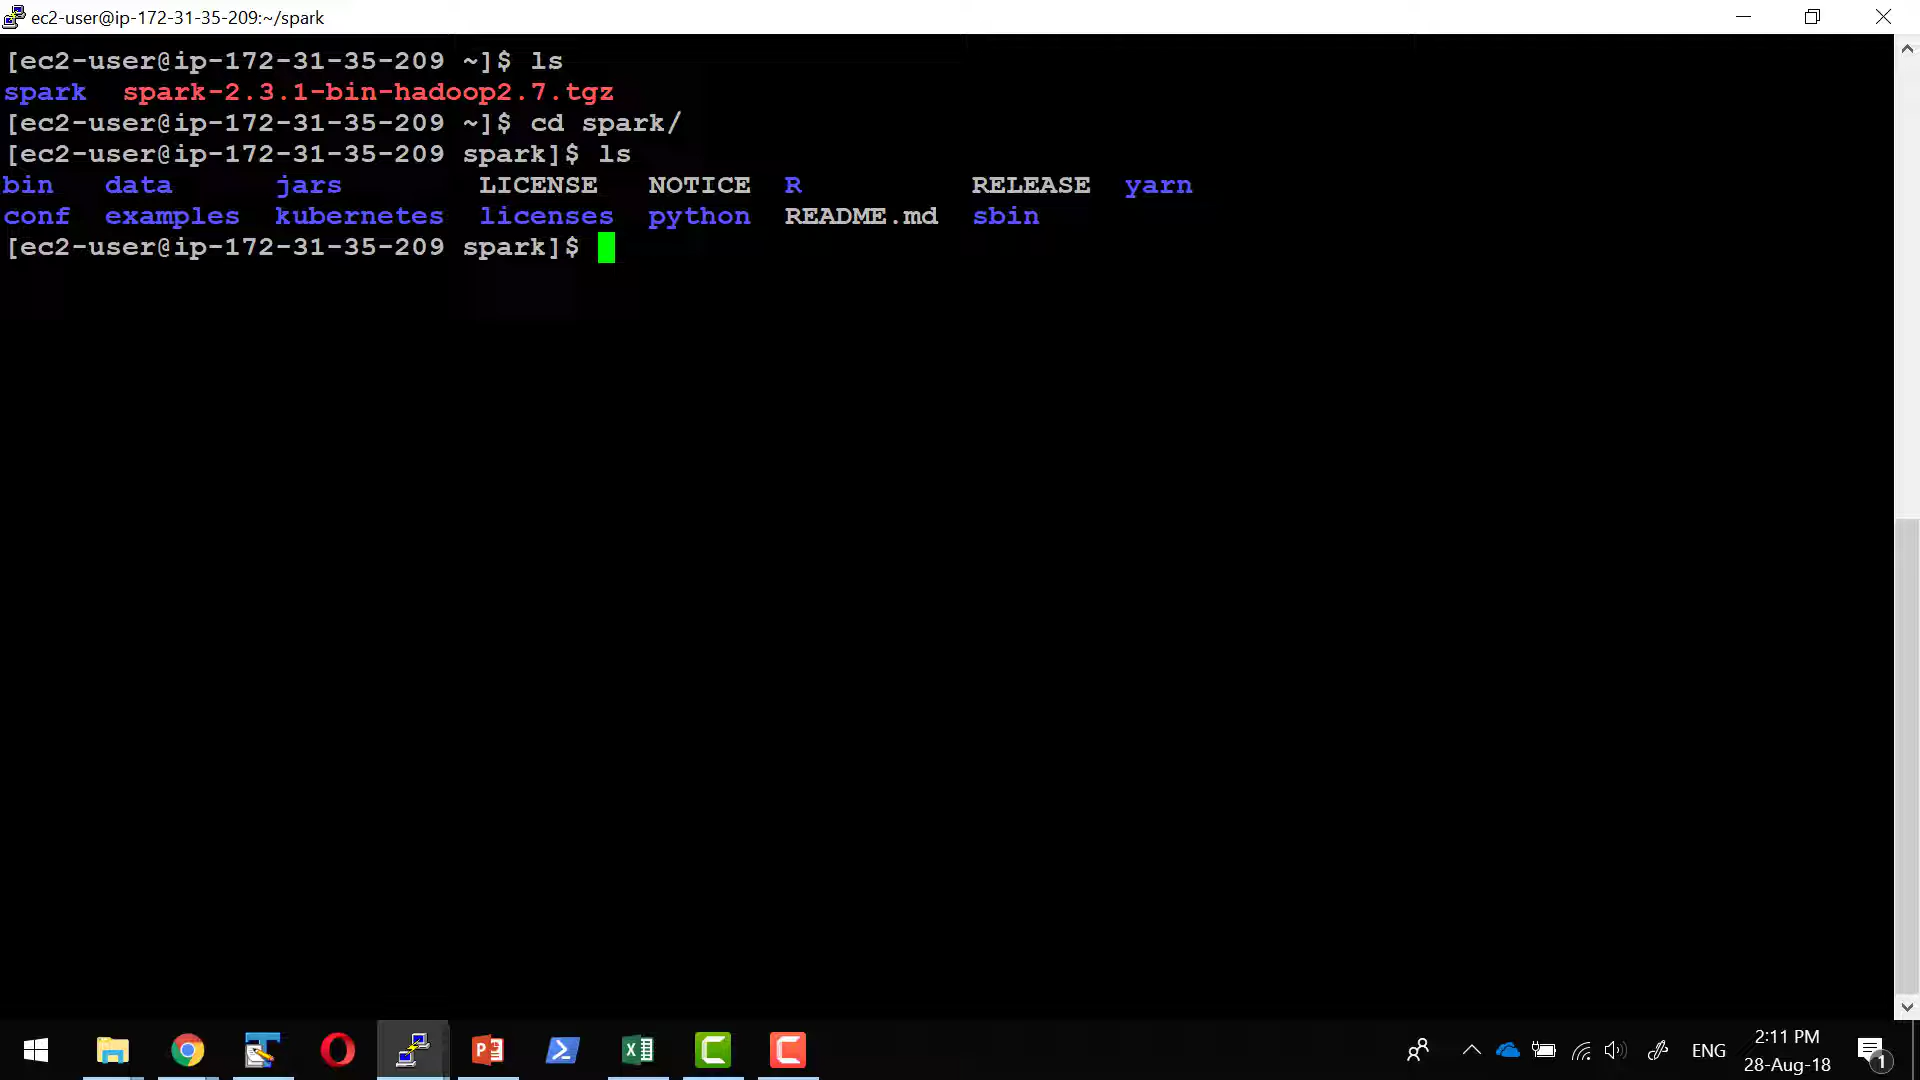 ec2-user@ip-172-31-35-209:~/spark
[ec2-user@ip-172-31-35-209 ~]$ ls
spark  spark-2.3.1-bin-hadoop2.7.tgz
[ec2-user@ip-172-31-35-209 ~]$ cd spark/
[ec2-user@ip-172-31-35-209 spark]$ ls
bin   data      jars        LICENSE   NOTICE  R          RELEASE  yarn
conf  examples  kubernetes  licenses  python  README.md  sbin
[ec2-user@ip-172-31-35-209 spark]$
ENG
2:11 PM
28-Aug-18
1